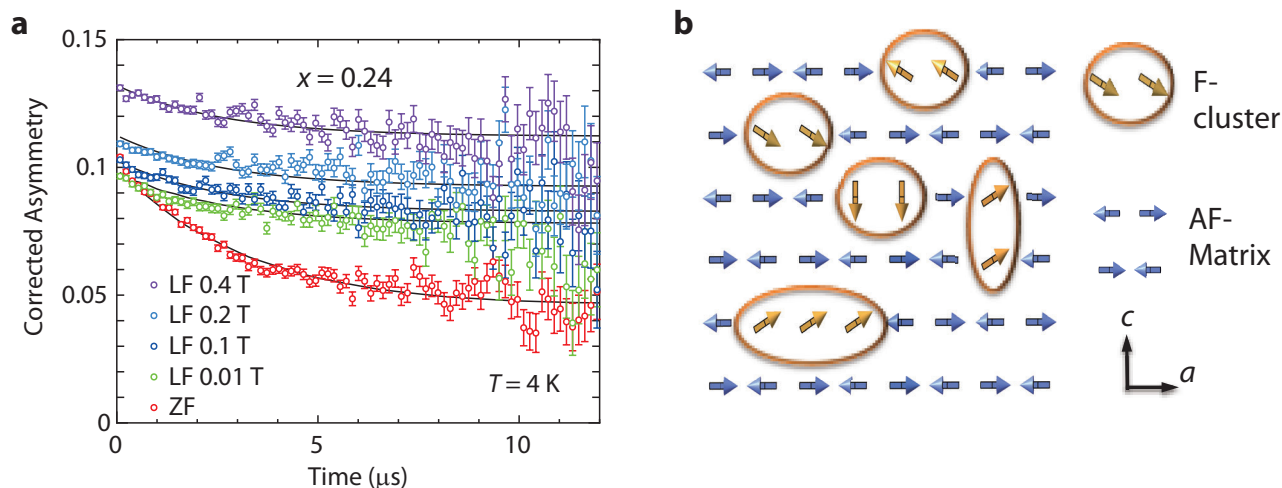 a
0.15
0.1
0.05
0
Corrected Asymmetry
x = 0.24
LF 0.4 T
LF 0.2 T
LF 0.1 T
LF 0.01 T
ZF
T = 4 K
0
5
10
Time (μs)
b
F-
cluster
AF-
Matrix
c
a